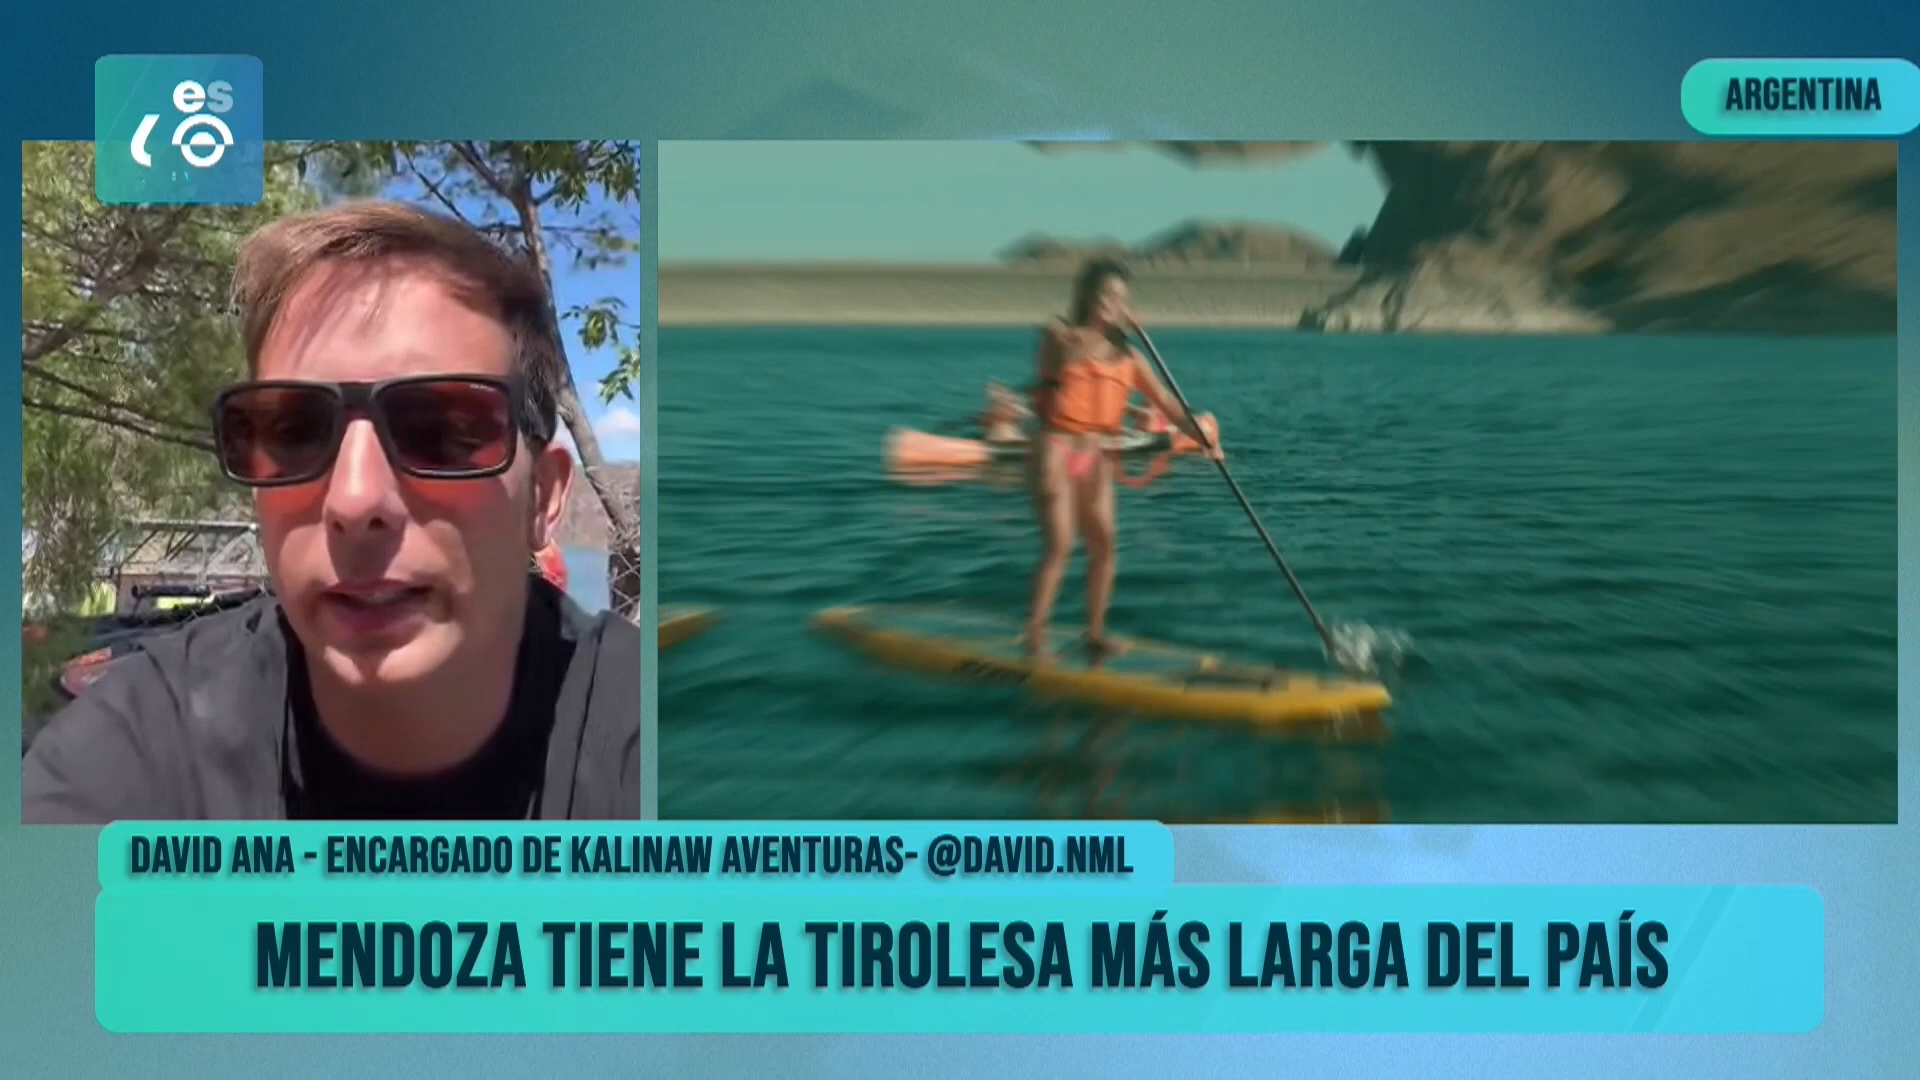 es
ARGENTINA
DAVID ANA - ENCARGADO DE KALINAW AVENTURAS- @DAVID.NML
MENDOZA TIENE LA TIROLESA MÁS LARGA DEL PAÍS